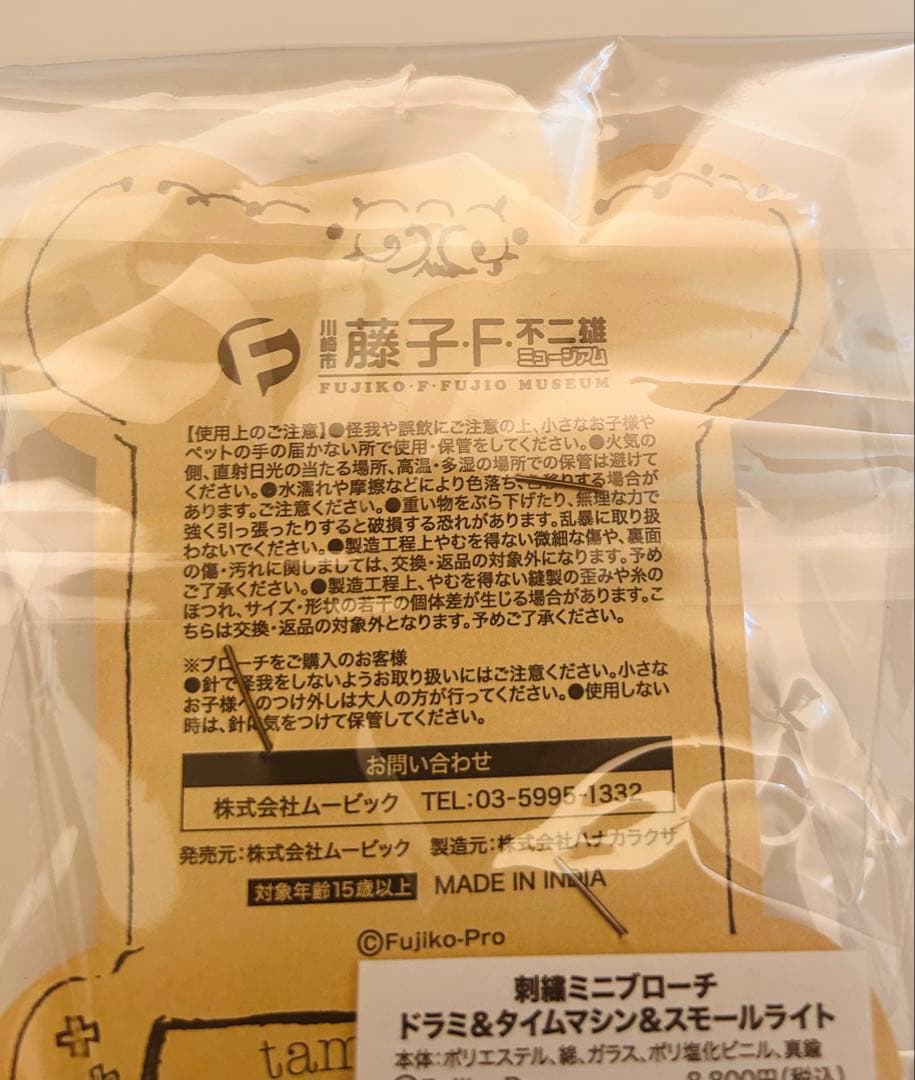 川崎市 藤子・F・不二雄 ミュージアム
FUJIKO・F・FUJIO MUSEUM
【使用上のご注意】●怪我や誤飲にご注意の上、小さなお子様や
ペットの手の届かない所で使用・保管をしてください。●火気の
側、直射日光の当たる場所、高温・多湿の場所での保管は避けて
ください。●水濡れや摩擦などにより色落ち、色移りする場合が
あります。ご注意ください。●重い物をぶら下げたり、無理な力で
強く引っ張ったりすると破損する恐れがあります。乱暴に取り扱
わないでください。●製造工程上やむを得ない微細な傷や、裏面
の傷・汚れに関しましては、交換・返品の対象外になります。予め
ご了承ください。●製造工程上、やむを得ない縫製の歪みや糸の
ほつれ、サイズ・形状の若干の個体差が生じる場合があります。こ
ちらは交換・返品の対象外となります。予めご了承ください。
※ブローチをご購入のお客様
●針で怪我をしないようお取り扱いにはご注意ください。小さな
お子様へのつけ外しは大人の方が行ってください。●使用しない
時は、針に気をつけて保管してください。
お問い合わせ
株式会社ムービック TEL:03-5995-1332
発売元:株式会社ムービック 製造元:株式会社ハナカラクサ
対象年齢15歳以上 MADE IN INDIA
©Fujiko-Pro
刺繍ミニブローチ
ドラミ&タイムマシン&スモールライト
本体:ポリエステル、綿、ガラス、ポリ塩化ビニル、真鍮
8,800円(税込)
tam